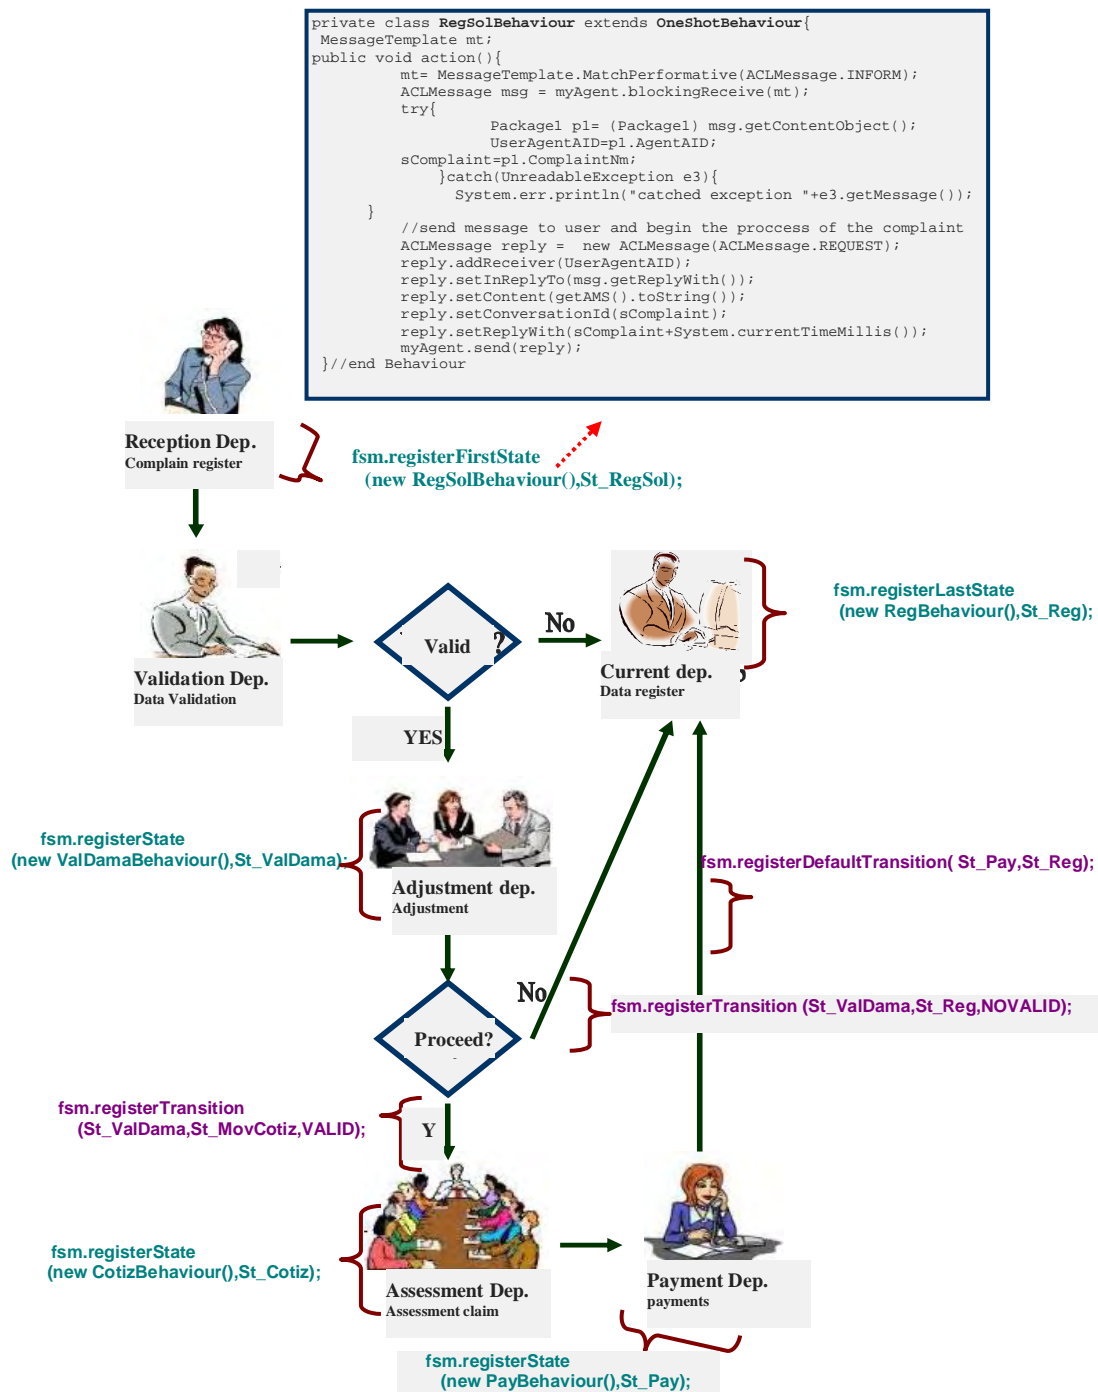 private class RegSolBehaviour extends OneShotBehaviour{
MessageTemplate mt;
public void action(){
mt= MessageTemplate.MatchPerformative(ACLMessage.INFORM);
ACLMessage msg = myAgent.blockingReceive(mt);
try{
Package1 p1= (Package1) msg.getContentObject();
UserAgentAID=p1.AgentAID;
sComplaint=p1.ComplaintNm;
}catch(UnreadableException e3){
System.err.println("catched exception "+e3.getMessage());
}
//send message to user and begin the proccess of the complaint
ACLMessage reply = new ACLMessage(ACLMessage.REQUEST);
reply.addReceiver(UserAgentAID);
reply.setInReplyTo(msg.getReplyWith());
reply.setContent(getAMS().toString());
reply.setConversationId(sComplaint);
reply.setReplyWith(sComplaint+System.currentTimeMillis());
myAgent.send(reply);
}//end Behaviour
Reception Dep.
Complain register
fsm.registerFirstState
(new RegSolBehaviour(),St_RegSol);
Validation Dep.
Data Validation
Valid ?
No
Current dep.
Data register
fsm.registerLastState
(new RegBehaviour(),St_Reg);
YES
fsm.registerState
(new ValDamaBehaviour(),St_ValDama);
Adjustment dep.
Adjustment
fsm.registerDefaultTransition( St_Pay,St_Reg);
No
Proceed?
fsm.registerTransition (St_ValDama,St_Reg,NOVALID);
fsm.registerTransition
(St_ValDama,St_MovCotiz,VALID);
Y
fsm.registerState
(new CotizBehaviour(),St_Cotiz);
Assessment Dep.
Assessment claim
Payment Dep.
payments
fsm.registerState
(new PayBehaviour(),St_Pay);